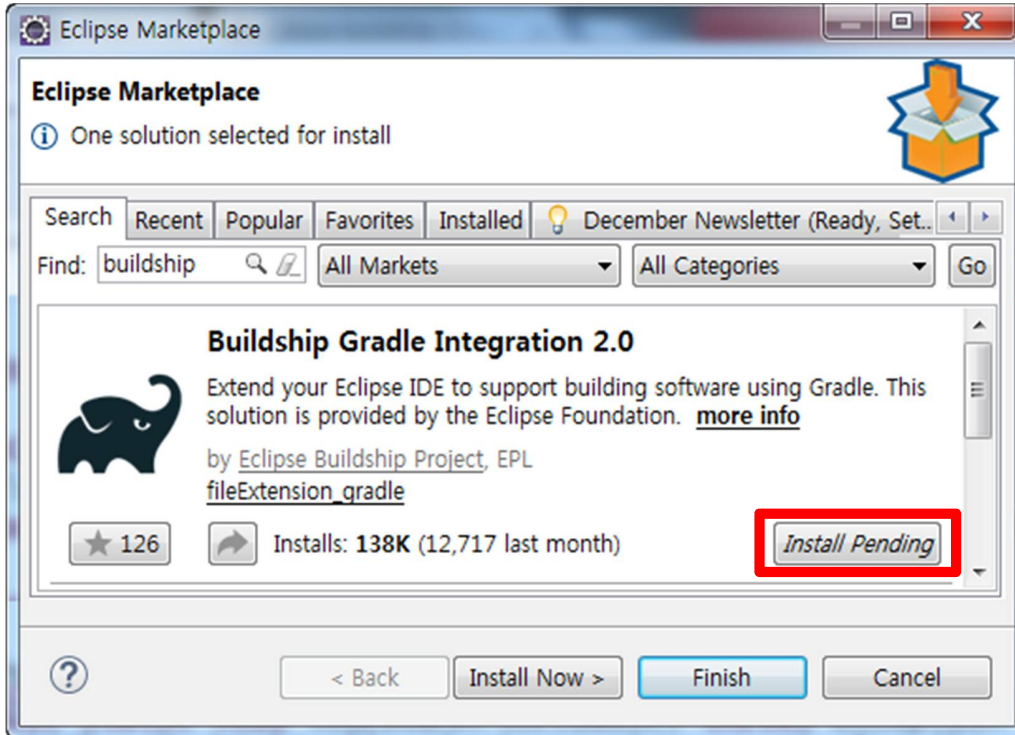 Eclipse Marketplace
Eclipse Marketplace
One solution selected for install
Search Recent Popular Favorites Installed December Newsletter (Ready, Set..
Find: buildship All Markets All Categories Go
Buildship Gradle Integration 2.0
Extend your Eclipse IDE to support building software using Gradle. This
solution is provided by the Eclipse Foundation. more info
by Eclipse Buildship Project, EPL
fileExtension_gradle
126 Installs: 138K (12,717 last month) Install Pending
? < Back Install Now > Finish Cancel